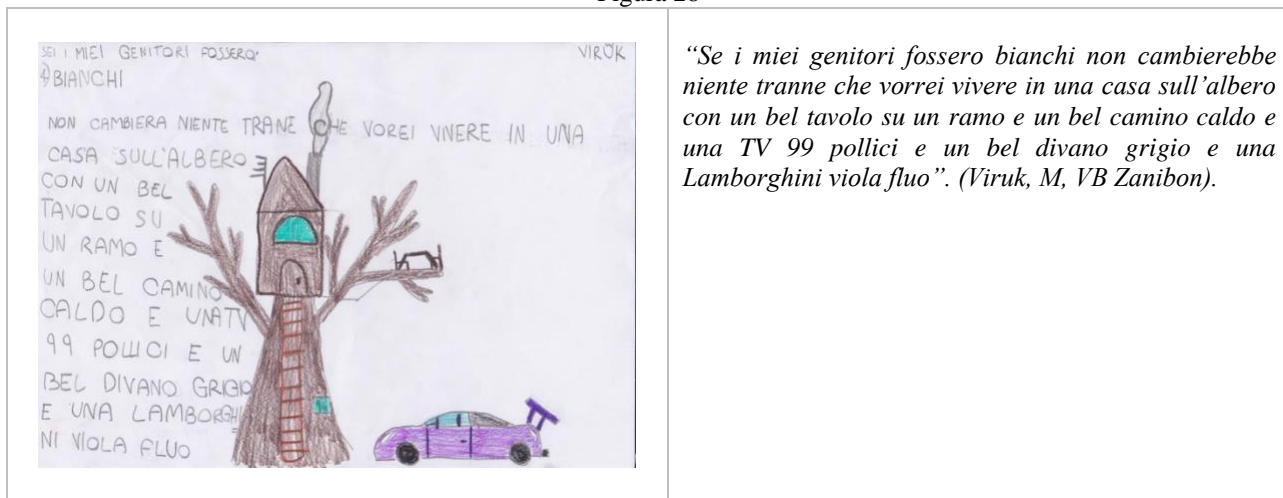 Figura 28
SEI I MIEI GENITORI FOSSERO
VIRUK
BIANCHI
NON CAMBIERA NIENTE TRANE CHE VOREI VIVERE IN UNA
CASA SULL'ALBERO
CON UN BEL
TAVOLO SU
UN RAMO E
UN BEL CAMINO
CALDO E UNA TV
99 POLLICI E UN
BEL DIVANO GRIGIO
E UNA LAMBORGHI
NI VIOLA FLUO
“Se i miei genitori fossero bianchi non cambierebbe
niente tranne che vorrei vivere in una casa sull’albero
con un bel tavolo su un ramo e un bel camino caldo e
una TV 99 pollici e un bel divano grigio e una
Lamborghini viola fluo”. (Viruk, M, VB Zanibon).